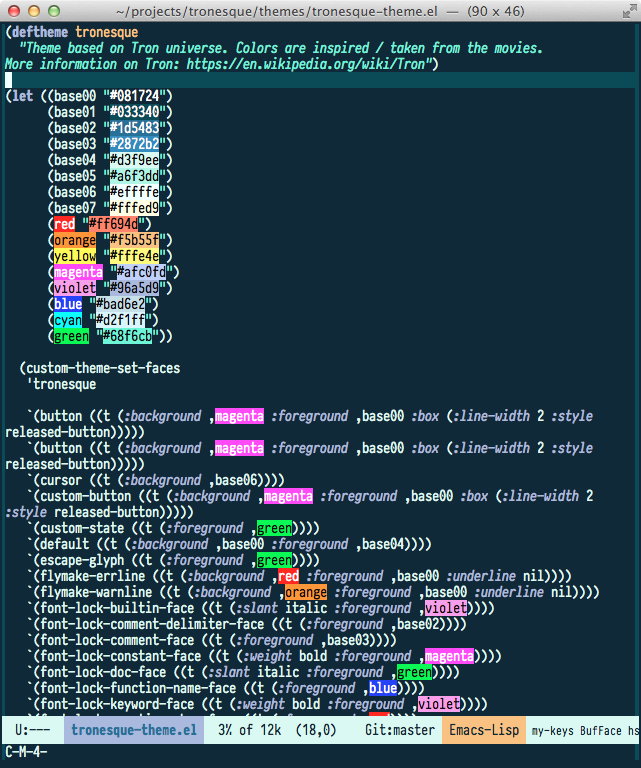 ~/projects/tronesque/themes/tronesque-theme.el — (90 × 46)
(deftheme tronesque
"Theme based on Tron universe. Colors are inspired / taken from the movies.
More information on Tron: https://en.wikipedia.org/wiki/Tron")
(let ((base00 "#081724")
(base01 "#033340")
(base02 "#1d5483")
(base03 "#2872b2")
(base04 "#d3f9ee")
(base05 "#a6f3dd")
(base06 "#effffe")
(base07 "#fffed9")
(red "#ff694d")
(orange "#f5b55f")
(yellow "#fffe4e")
(magenta "#afc0fd")
(violet "#96a5d9")
(blue "#bad6e2")
(cyan "#d2f1ff")
(green "#68f6cb"))
(custom-theme-set-faces
'tronesque
`(button ((t (:background ,magenta :foreground ,base00 :box (:line-width 2 :style
released-button)))))
`(button ((t (:background ,magenta :foreground ,base00 :box (:line-width 2 :style
released-button)))))
`(cursor ((t (:background ,base06))))
`(custom-button ((t (:background ,magenta :foreground ,base00 :box (:line-width 2
:style released-button)))))
`(custom-state ((t (:foreground ,green))))
`(default ((t (:background ,base00 :foreground ,base04))))
`(escape-glyph ((t (:foreground ,green))))
`(flymake-errline ((t (:background ,red :foreground ,base00 :underline nil))))
`(flymake-warnline ((t (:background ,orange :foreground ,base00 :underline nil))))
`(font-lock-builtin-face ((t (:slant italic :foreground ,violet))))
`(font-lock-comment-delimiter-face ((t (:foreground ,base02))))
`(font-lock-comment-face ((t (:foreground ,base03))))
`(font-lock-constant-face ((t (:weight bold :foreground ,magenta))))
`(font-lock-doc-face ((t (:slant italic :foreground ,green))))
`(font-lock-function-name-face ((t (:foreground ,blue))))
`(font-lock-keyword-face ((t (:weight bold :foreground ,violet))))
U:--- tronesque-theme.el 3% of 12k (18,0) Git:master Emacs-Lisp my-keys BufFace hs
C-M-4-